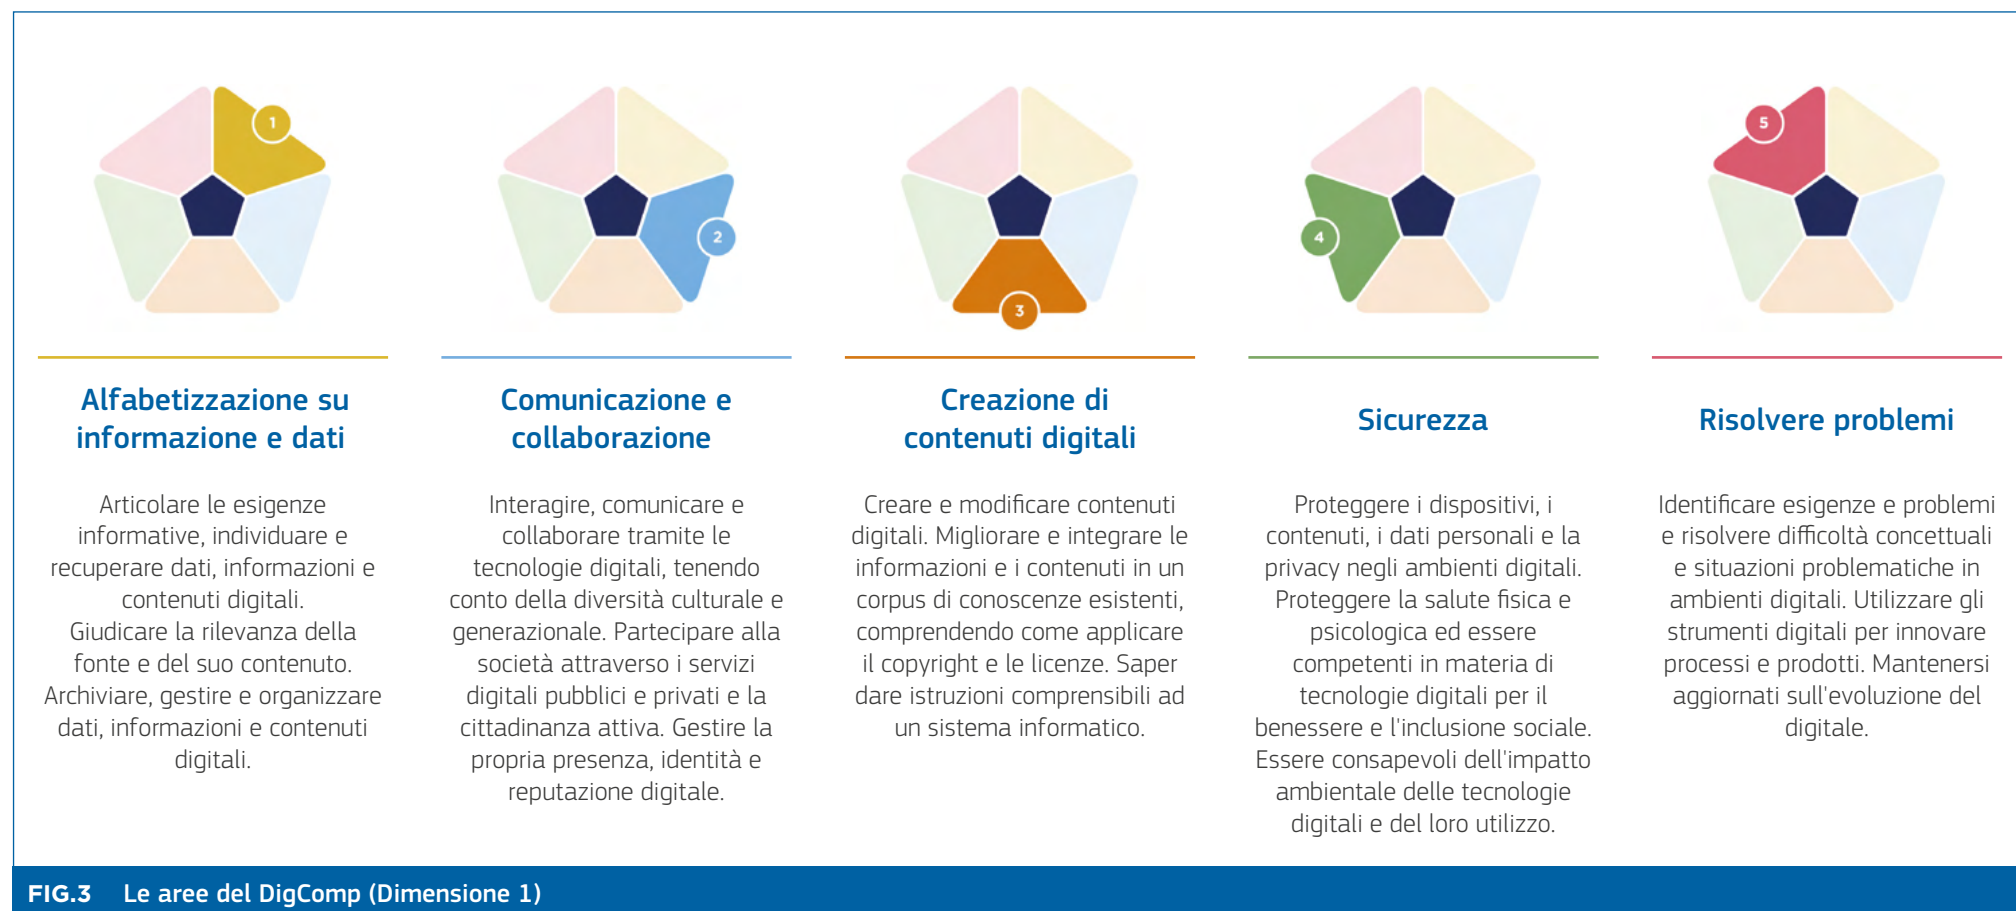 1
Alfabetizzazione su
informazione e dati
Articolare le esigenze
informative, individuare e
recuperare dati, informazioni e
contenuti digitali.
Giudicare la rilevanza della
fonte e del suo contenuto.
Archiviare, gestire e organizzare
dati, informazioni e contenuti
digitali.
2
Comunicazione e
collaborazione
Interagire, comunicare e
collaborare tramite le
tecnologie digitali, tenendo
conto della diversità culturale e
generazionale. Partecipare alla
società attraverso i servizi
digitali pubblici e privati e la
cittadinanza attiva. Gestire la
propria presenza, identità e
reputazione digitale.
3
Creazione di
contenuti digitali
Creare e modificare contenuti
digitali. Migliorare e integrare le
informazioni e i contenuti in un
corpus di conoscenze esistenti,
comprendendo come applicare
il copyright e le licenze. Saper
dare istruzioni comprensibili ad
un sistema informatico.
4
Sicurezza
Proteggere i dispositivi, i
contenuti, i dati personali e la
privacy negli ambienti digitali.
Proteggere la salute fisica e
psicologica ed essere
competenti in materia di
tecnologie digitali per il
benessere e l'inclusione sociale.
Essere consapevoli dell'impatto
ambientale delle tecnologie
digitali e del loro utilizzo.
5
Risolvere problemi
Identificare esigenze e problemi
e risolvere difficoltà concettuali
e situazioni problematiche in
ambienti digitali. Utilizzare gli
strumenti digitali per innovare
processi e prodotti. Mantenersi
aggiornati sull'evoluzione del
digitale.
FIG.3 Le aree del DigComp (Dimensione 1)